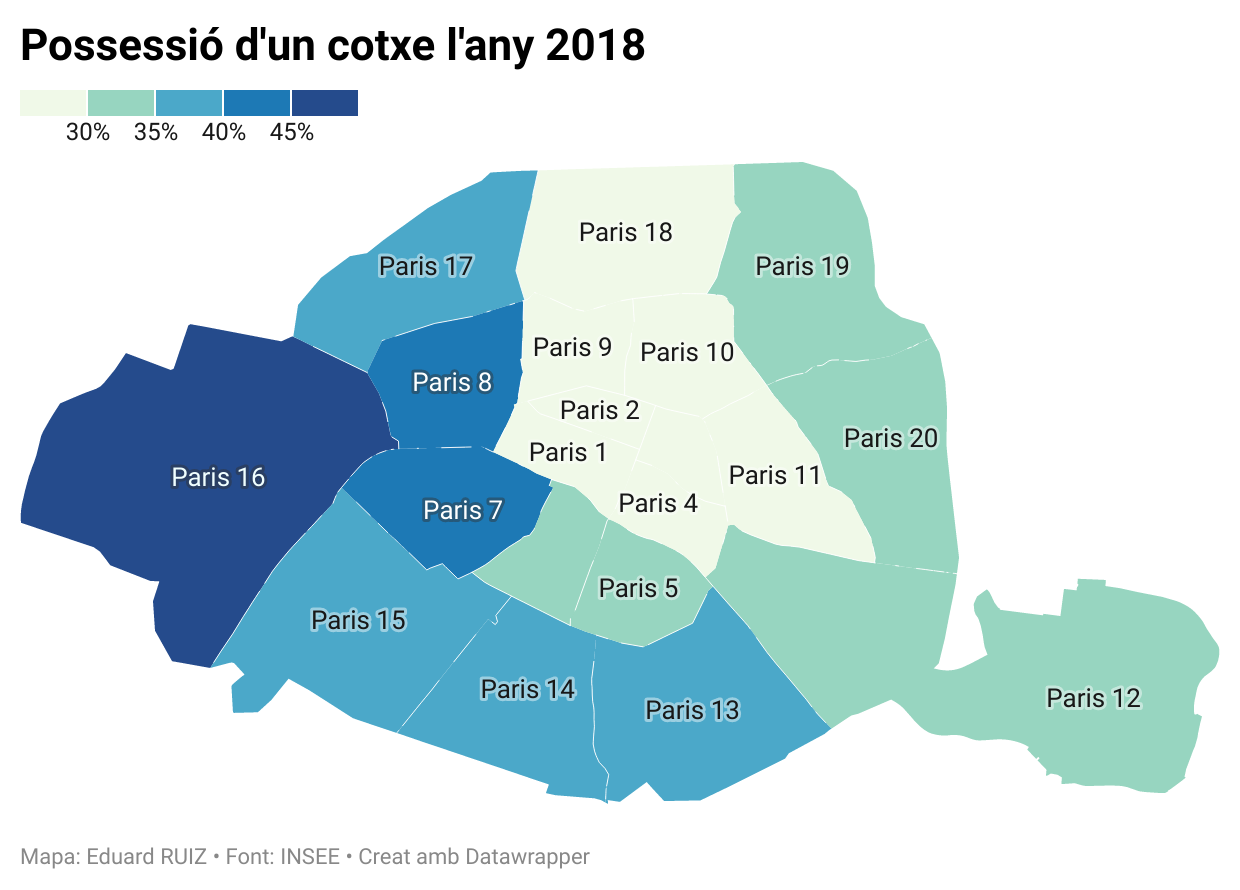 Possessió d'un cotxe l'any 2018
30% 35% 40% 45%
Paris 18
Paris 17
Paris 19
Paris 9
Paris 10
Paris 8
Paris 2
Paris 20
Paris 1
Paris 16
Paris 11
Paris 4
Paris 7
Paris 5
Paris 15
Paris 14
Paris 12
Paris 13
Mapa: Eduard RUIZ • Font: INSEE • Creat amb Datawrapper